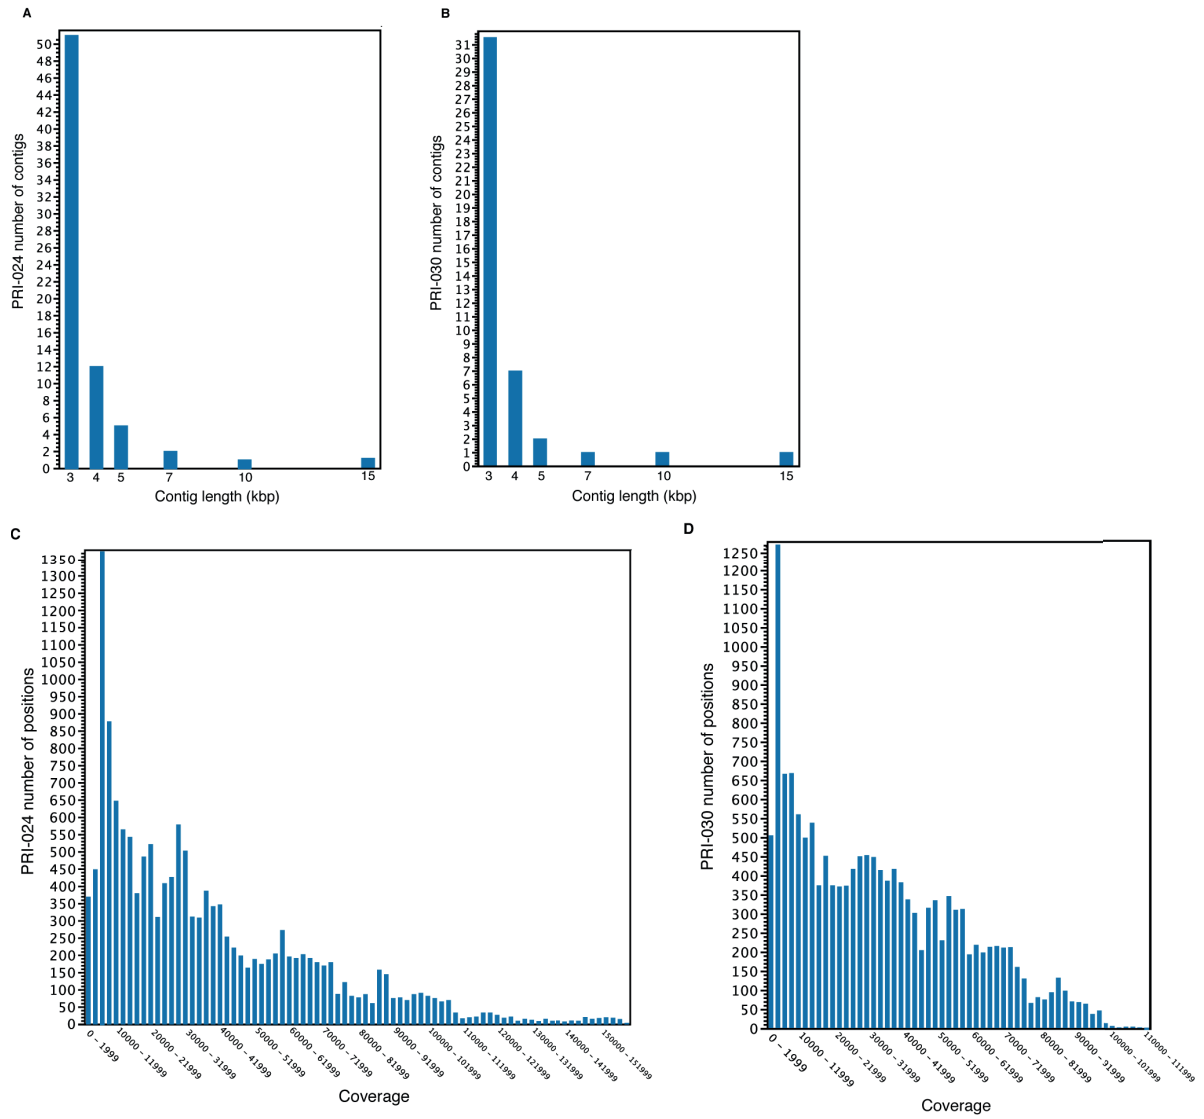 A
PRI-024 number of contigs
50
48
46
44
42
40
38
36
34
32
30
28
26
24
22
20
18
16
14
12
10
8
6
4
2
0
3 4 5 7 10 15
Contig length (kbp)
B
PRI-030 number of contigs
31
30
29
28
27
26
25
24
23
22
21
20
19
18
17
16
15
14
13
12
11
10
9
8
7
6
5
4
3
2
1
0
3 4 5 7 10 15
Contig length (kbp)
C
PRI-024 number of positions
1350
1300
1250
1200
1150
1100
1050
1000
950
900
850
800
750
700
650
600
550
500
450
400
350
300
250
200
150
100
50
0
0 – 1999
10000 – 11999
20000 – 21999
30000 – 31999
40000 – 41999
50000 – 51999
60000 – 61999
70000 – 71999
80000 – 81999
90000 – 91999
100000 – 101999
110000 – 111999
120000 – 121999
130000 – 131999
140000 – 141999
150000 – 151999
Coverage
D
PRI-030 number of positions
1250
1200
1150
1100
1050
1000
950
900
850
800
750
700
650
600
550
500
450
400
350
300
250
200
150
100
50
0
0 – 1999
10000 – 11999
20000 – 21999
30000 – 31999
40000 – 41999
50000 – 51999
60000 – 61999
70000 – 71999
80000 – 81999
90000 – 91999
100000 – 101999
110000 – 111999
Coverage